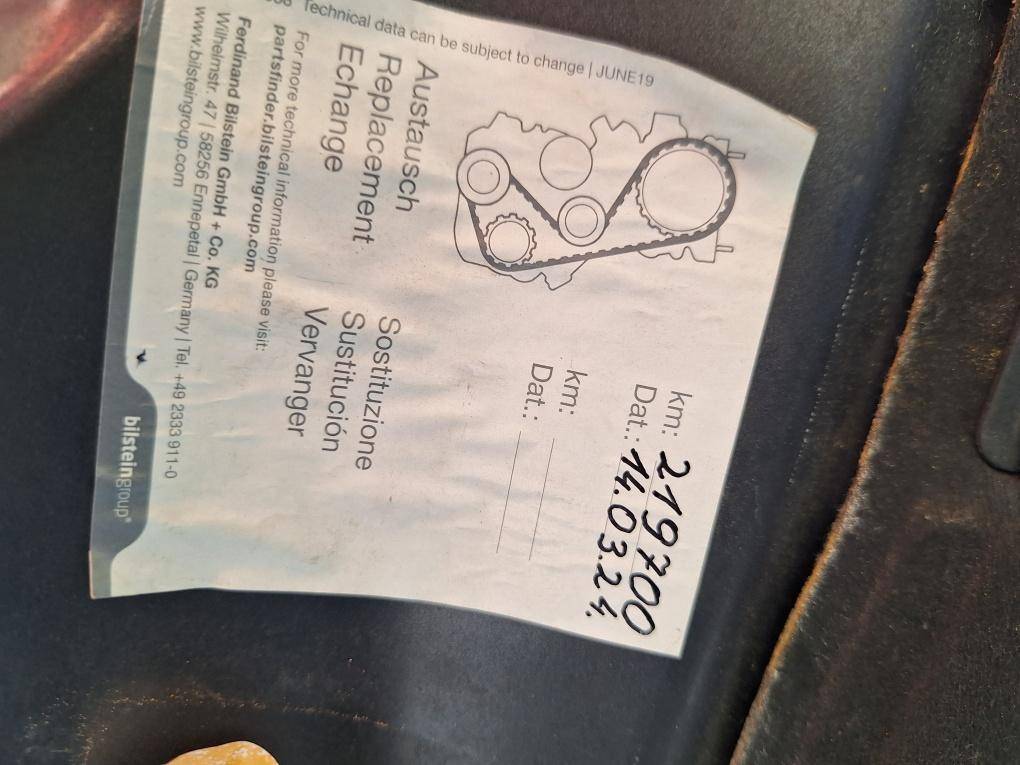 km: 219700
Dat.: 14.03.24.
km:
Dat.:
Austausch
Replacement
Echange
Sostituzione
Sustitución
Vervanger
Technical data can be subject to change | JUNE19
For more technical information please visit:
partsfinder.bilsteingroup.com
Ferdinand Bilstein GmbH + Co. KG
Wilhelmstr. 47 | 58256 Ennepetal | Germany | Tel. +49 2333 911-0
www.bilsteingroup.com
bilsteingroup®